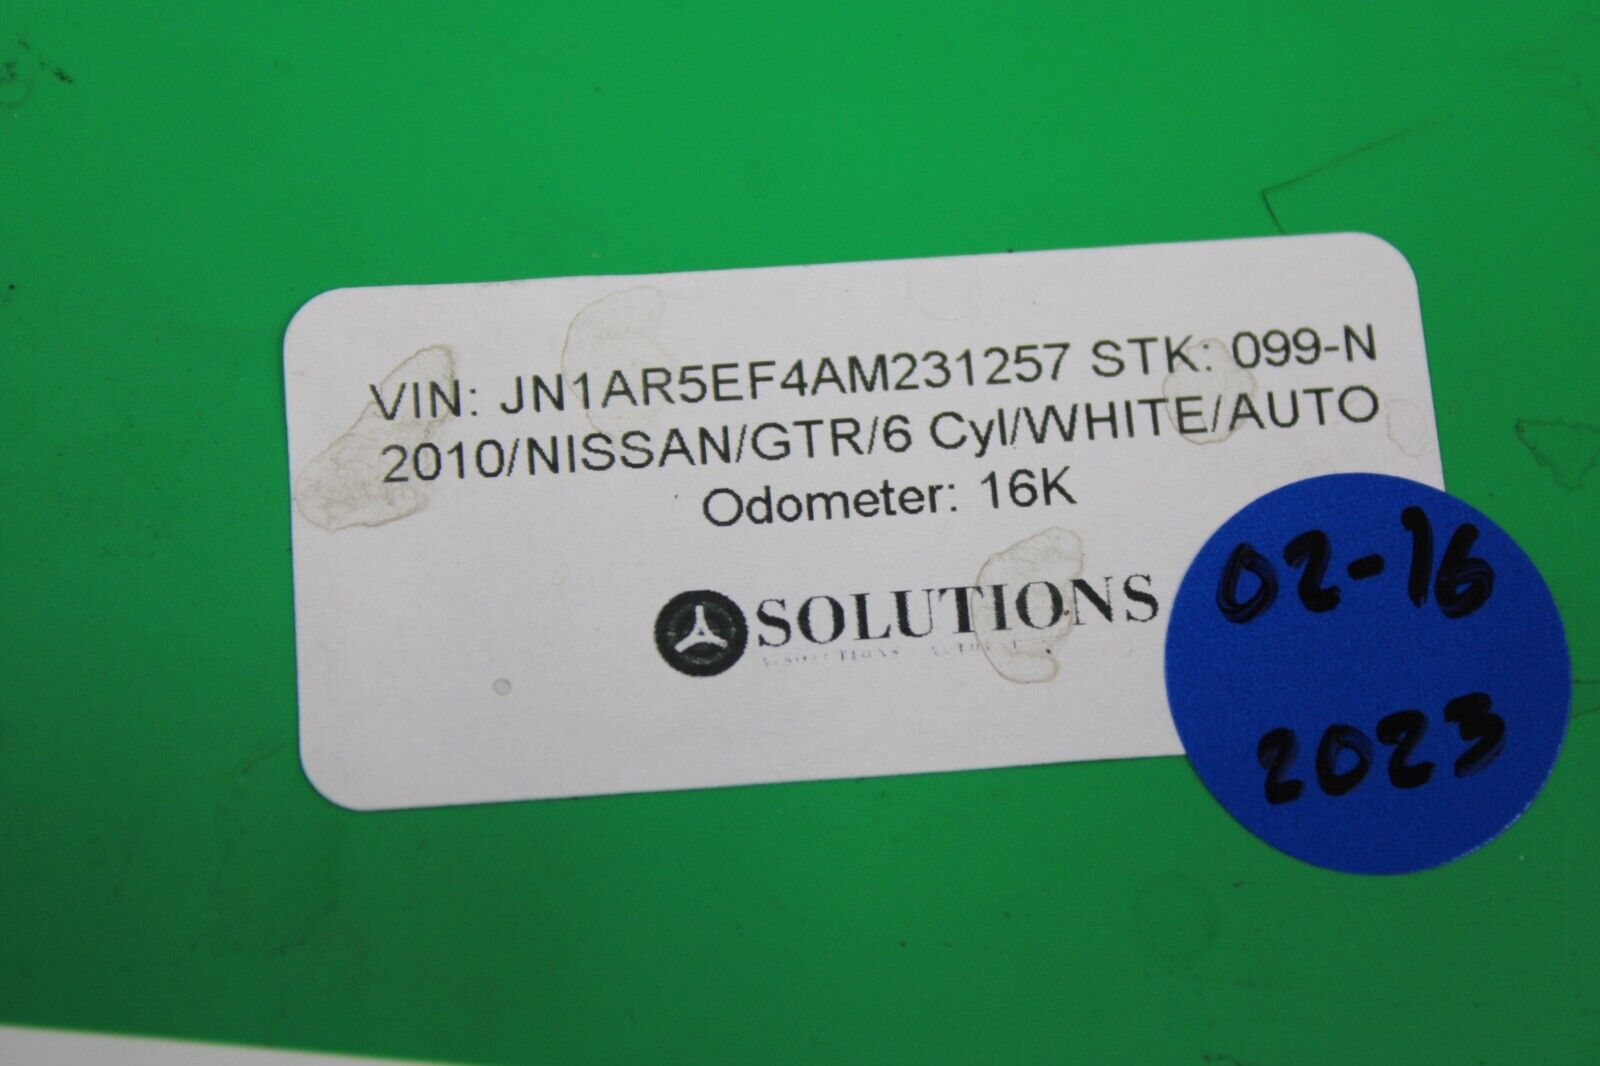 VIN: JN1AR5EF4AM231257 STK: 099-N
2010/NISSAN/GTR/6 Cyl/WHITE/AUTO
Odometer: 16K
SOLUTIONS
02-16
2023